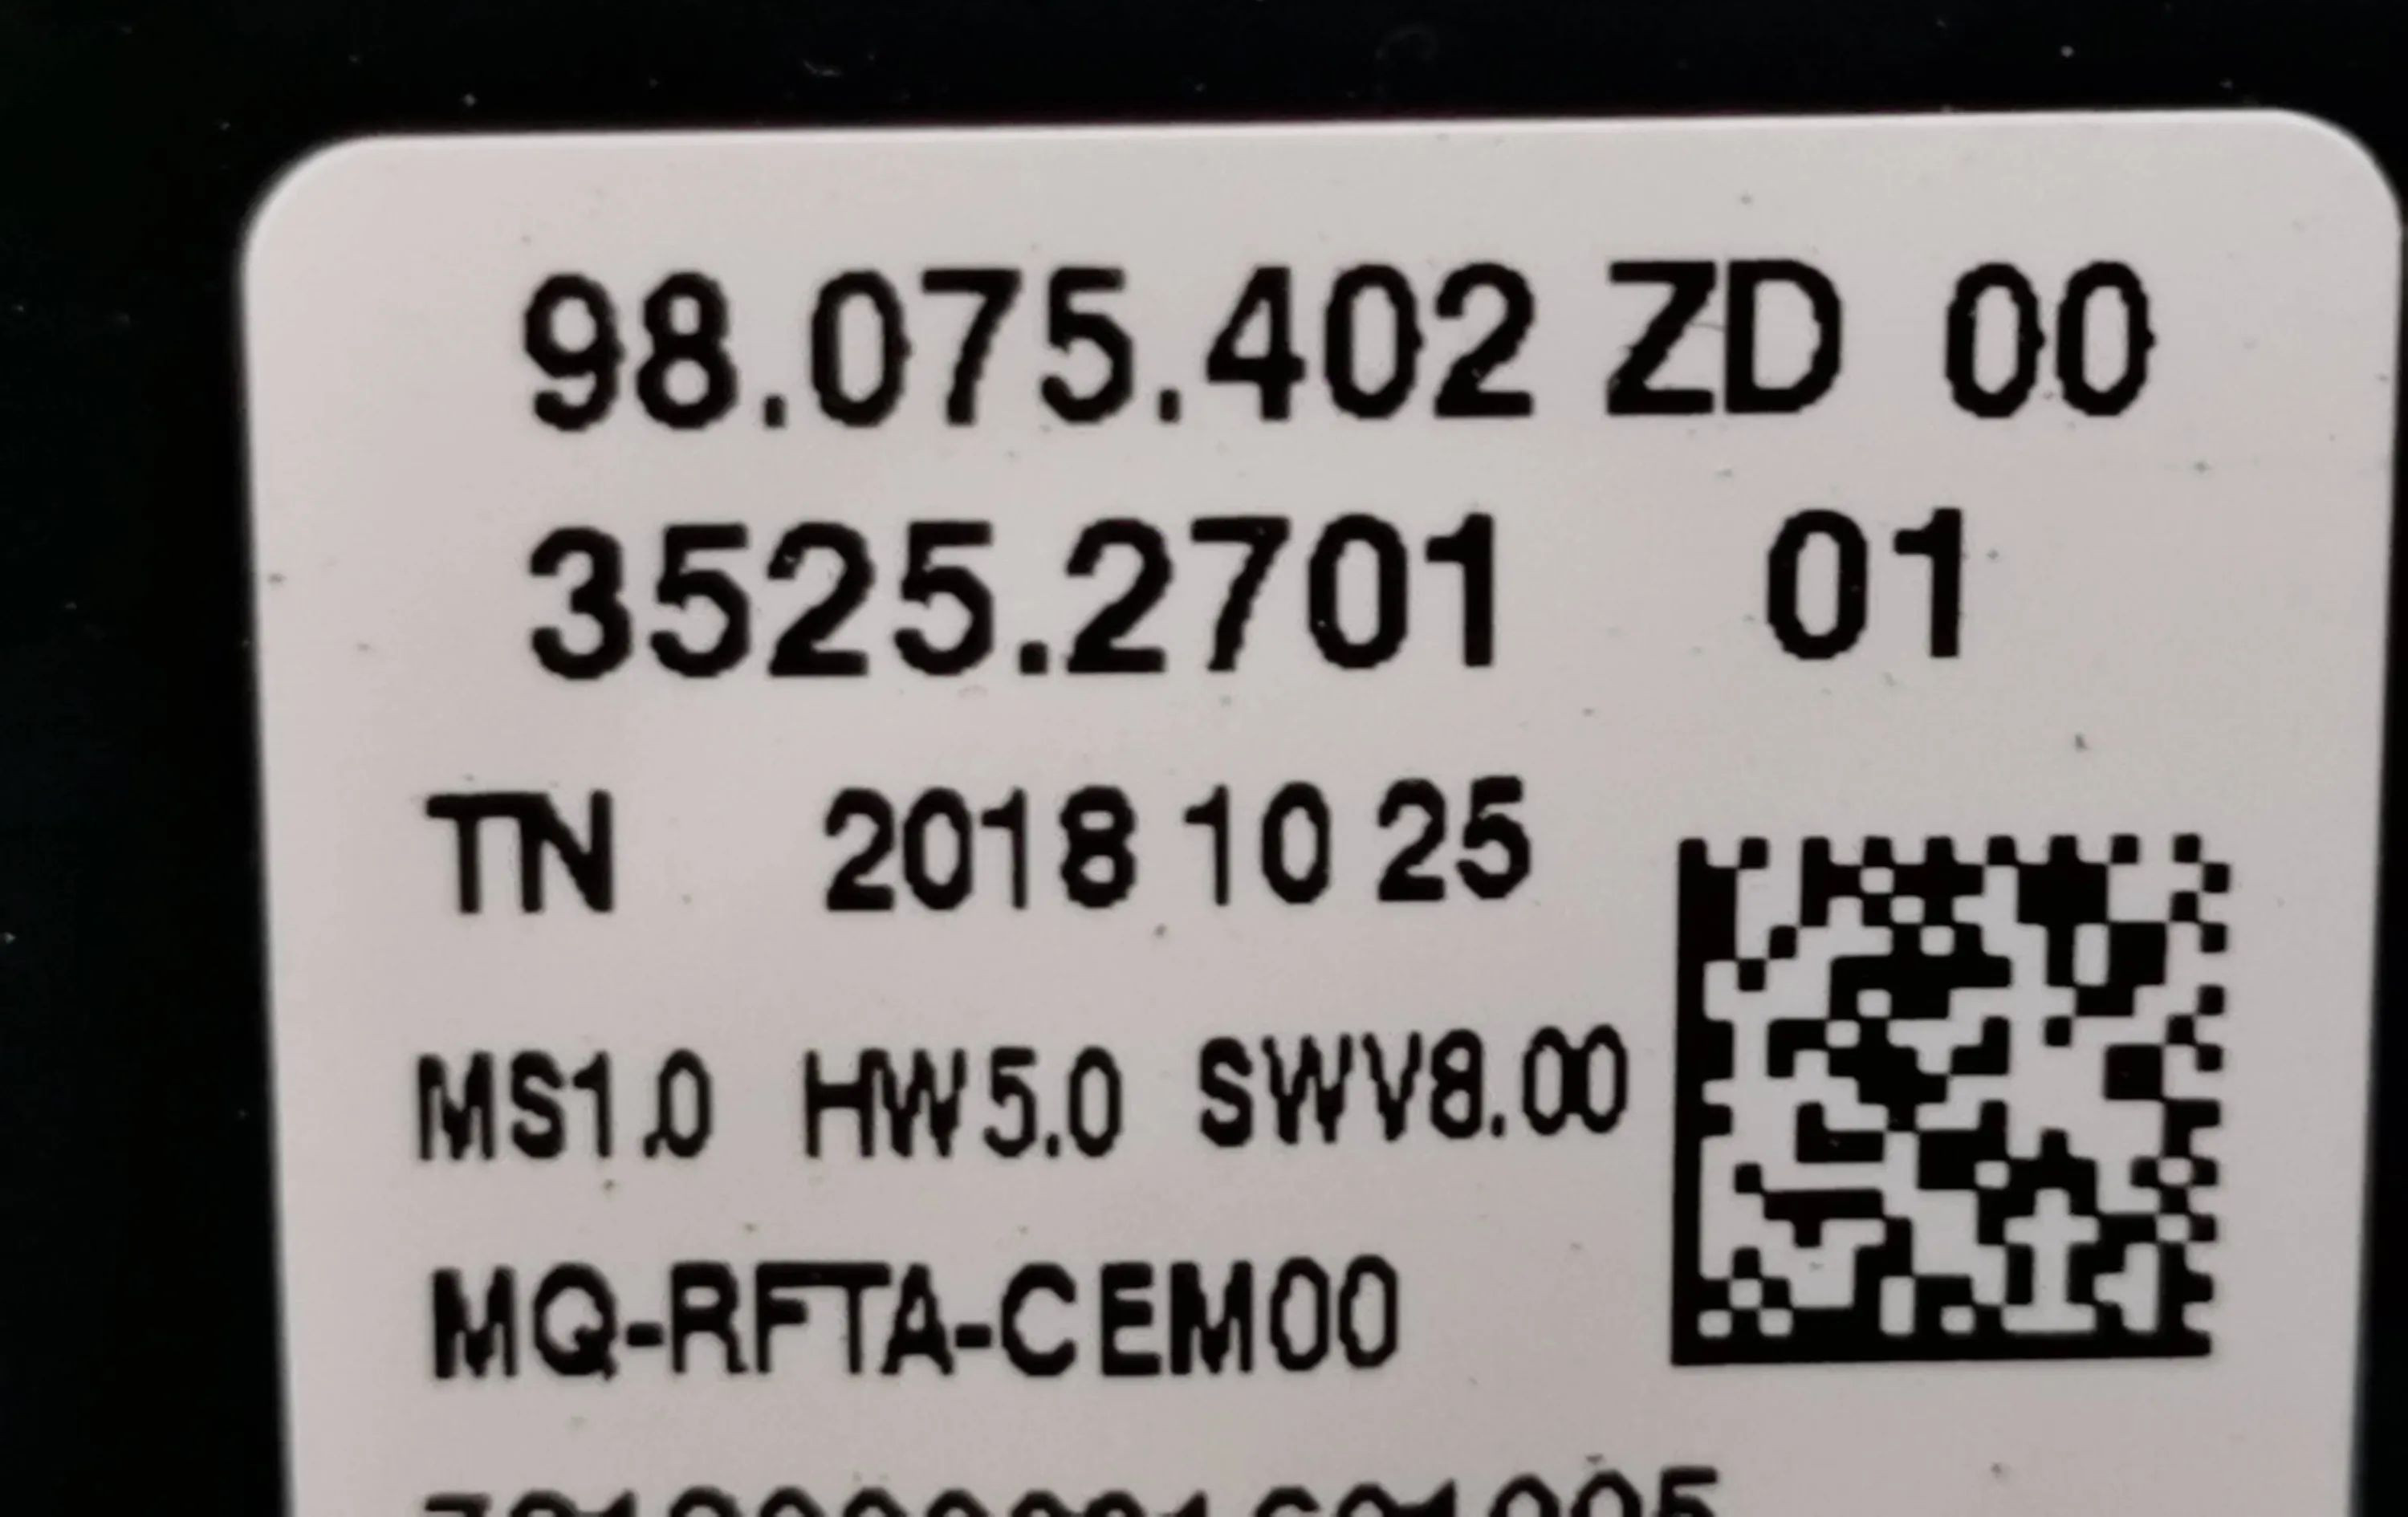 98.075.402 ZD 00
3525.2701 01
TN 2018 10 25
MS1.0 HW5.0 SWV8.00
MQ-RFTA-CEM00